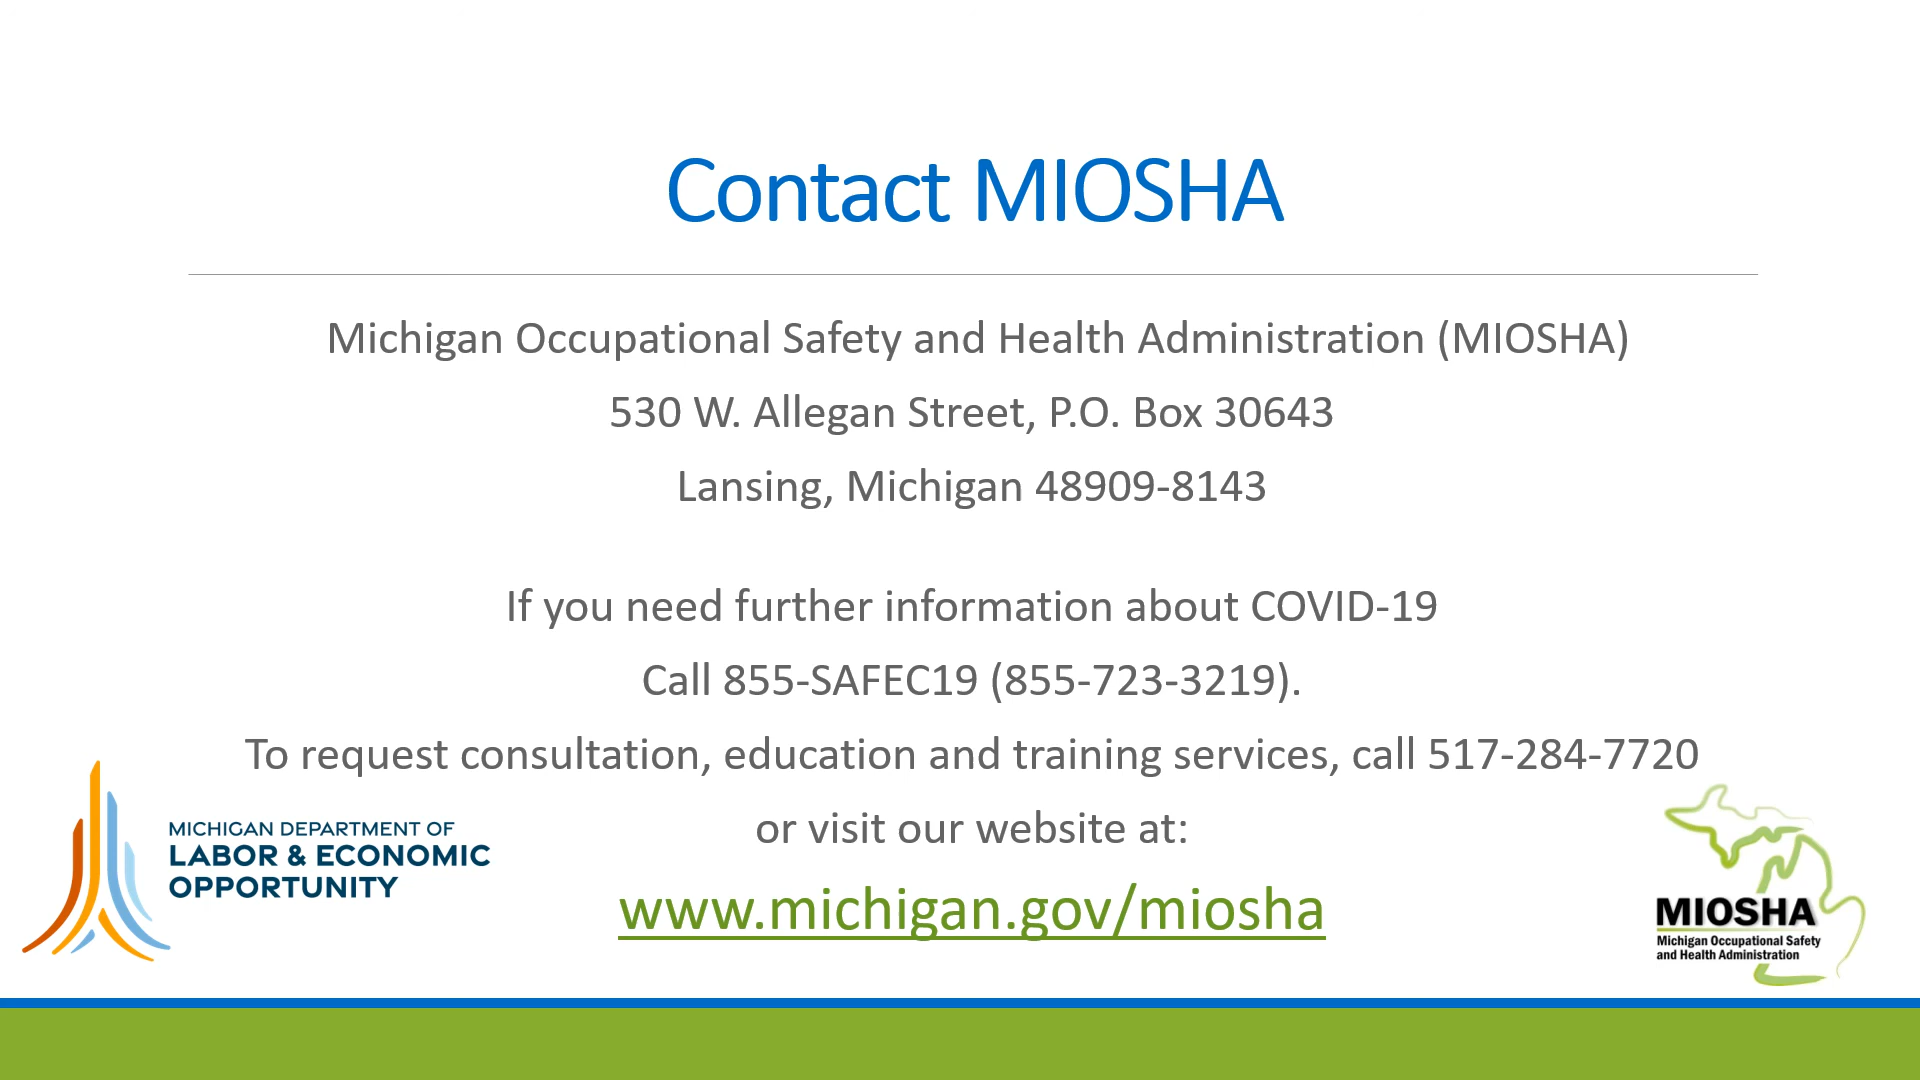 Contact MIOSHA
Michigan Occupational Safety and Health Administration (MIOSHA)
530 W. Allegan Street, P.O. Box 30643
Lansing, Michigan 48909-8143
If you need further information about COVID-19
Call 855-SAFEC19 (855-723-3219).
To request consultation, education and training services, call 517-284-7720
or visit our website at:
www.michigan.gov/miosha
MICHIGAN DEPARTMENT OF
LABOR & ECONOMIC
OPPORTUNITY
MIOSHA
Michigan Occupational Safety
and Health Administration